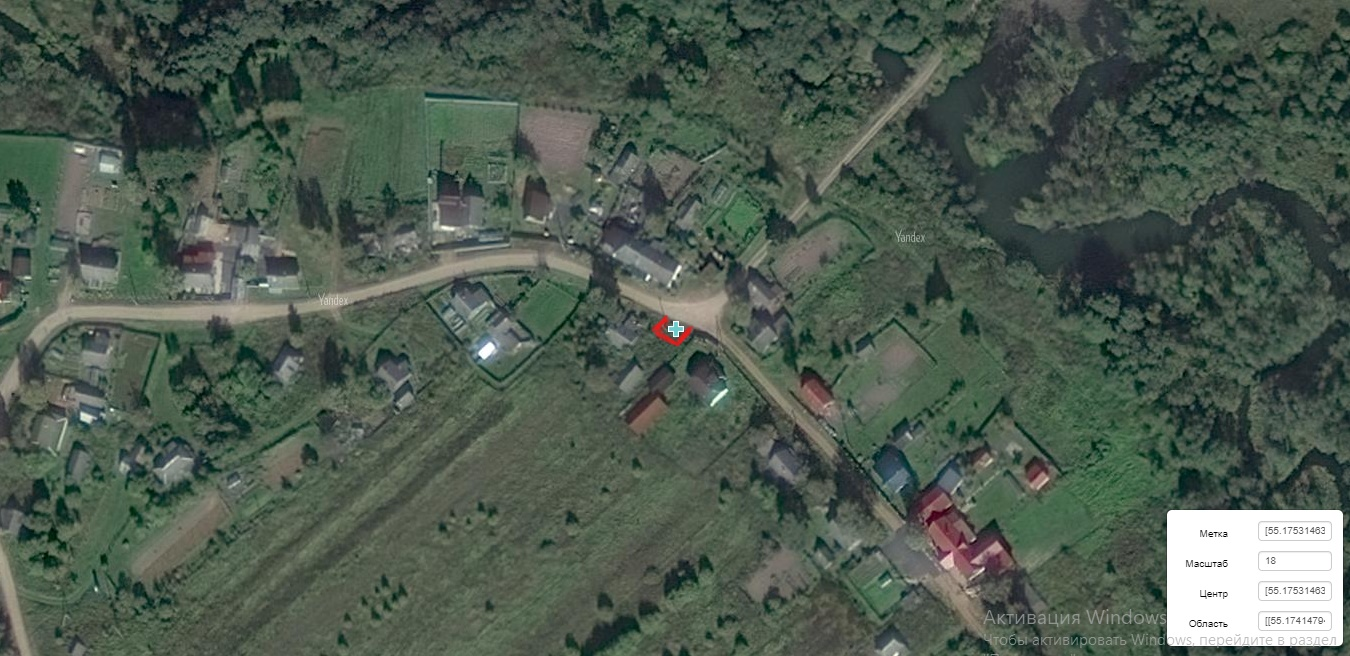 Yandex
Yandex
Метка [55.17531463
Масштаб 18
Центр [55.17531463
Область [[55.1741479
Активация Windows
Чтобы активировать Windows, перейдите в раздел